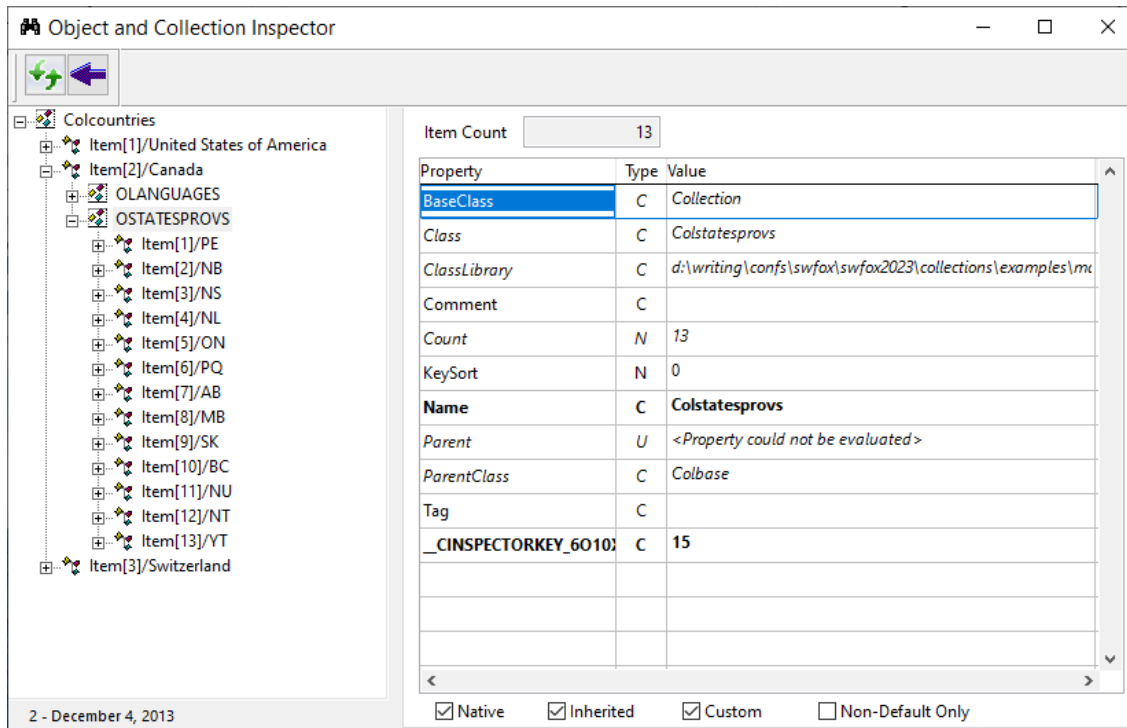 Object and Collection Inspector
Colcountries
Item[1]/United States of America
Item[2]/Canada
OLANGUAGES
OSTATESPROVS
Item[1]/PE
Item[2]/NB
Item[3]/NS
Item[4]/NL
Item[5]/ON
Item[6]/PQ
Item[7]/AB
Item[8]/MB
Item[9]/SK
Item[10]/BC
Item[11]/NU
Item[12]/NT
Item[13]/YT
Item[3]/Switzerland
2 - December 4, 2013
Item Count 13
Property Type Value
BaseClass C Collection
Class C Colstatesprovs
ClassLibrary C d:\writing\confs\swfox\swfox2023\collections\examples\mo
Comment C
Count N 13
KeySort N 0
Name C Colstatesprovs
Parent U <Property could not be evaluated>
ParentClass C Colbase
Tag C
__CINSPECTORKEY_6O10X C 15
Native Inherited Custom Non-Default Only